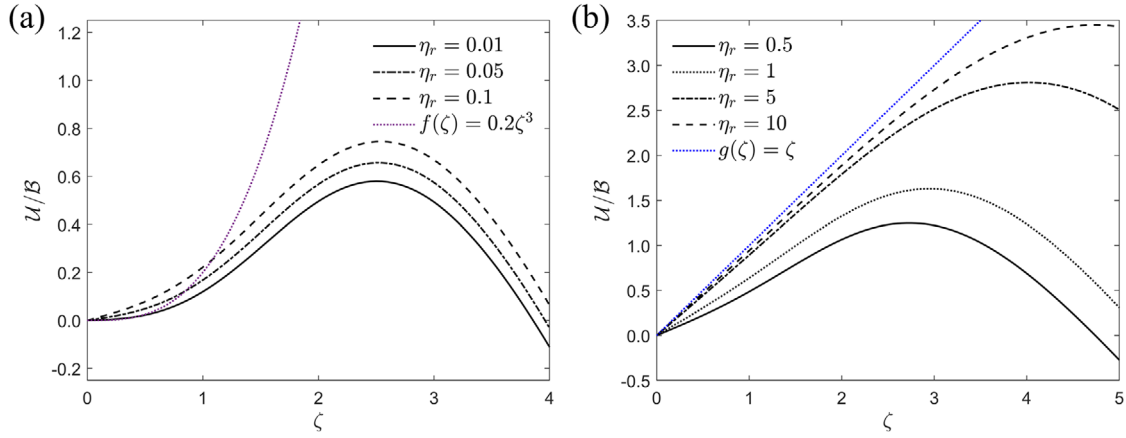 (a)
1.2
1.0
0.8
0.6
0.4
0.2
0.0
-0.2
𝒰/ℬ
η_r = 0.01
η_r = 0.05
η_r = 0.1
f(ζ) = 0.2ζ³
0 1 2 3 4
ζ
(b)
3.5
3.0
2.5
2.0
1.5
1.0
0.5
0.0
-0.5
𝒰/ℬ
η_r = 0.5
η_r = 1
η_r = 5
η_r = 10
g(ζ) = ζ
0 1 2 3 4 5
ζ